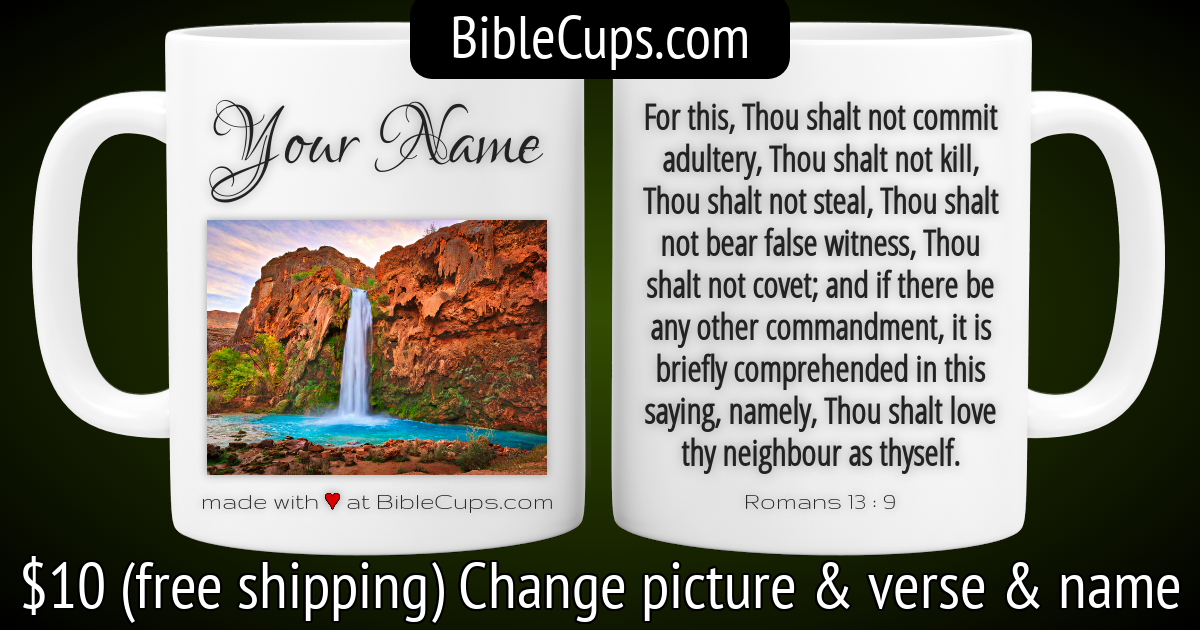 BibleCups.com
Your Name
made with ♥ at BibleCups.com
For this, Thou shalt not commit
adultery, Thou shalt not kill,
Thou shalt not steal, Thou shalt
not bear false witness, Thou
shalt not covet; and if there be
any other commandment, it is
briefly comprehended in this
saying, namely, Thou shalt love
thy neighbour as thyself.
Romans 13 : 9
$10 (free shipping) Change picture & verse & name